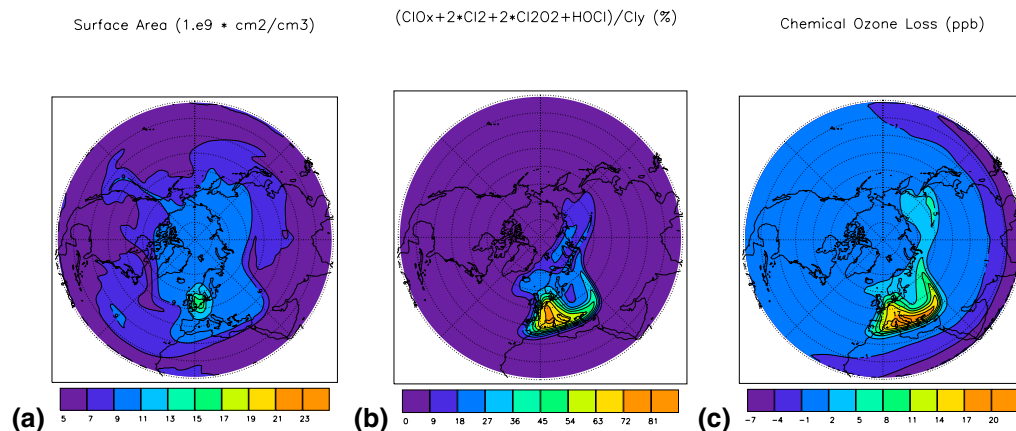 Surface Area (1.e9 * cm2/cm3)
(ClOx+2*Cl2+2*Cl2O2+HOCl)/Cly (%)
Chemical Ozone Loss (ppb)
(a)
5 7 9 11 13 15 17 19 21 23
(b)
0 9 18 27 36 45 54 63 72 81
(c)
-7 -4 -1 2 5 8 11 14 17 20